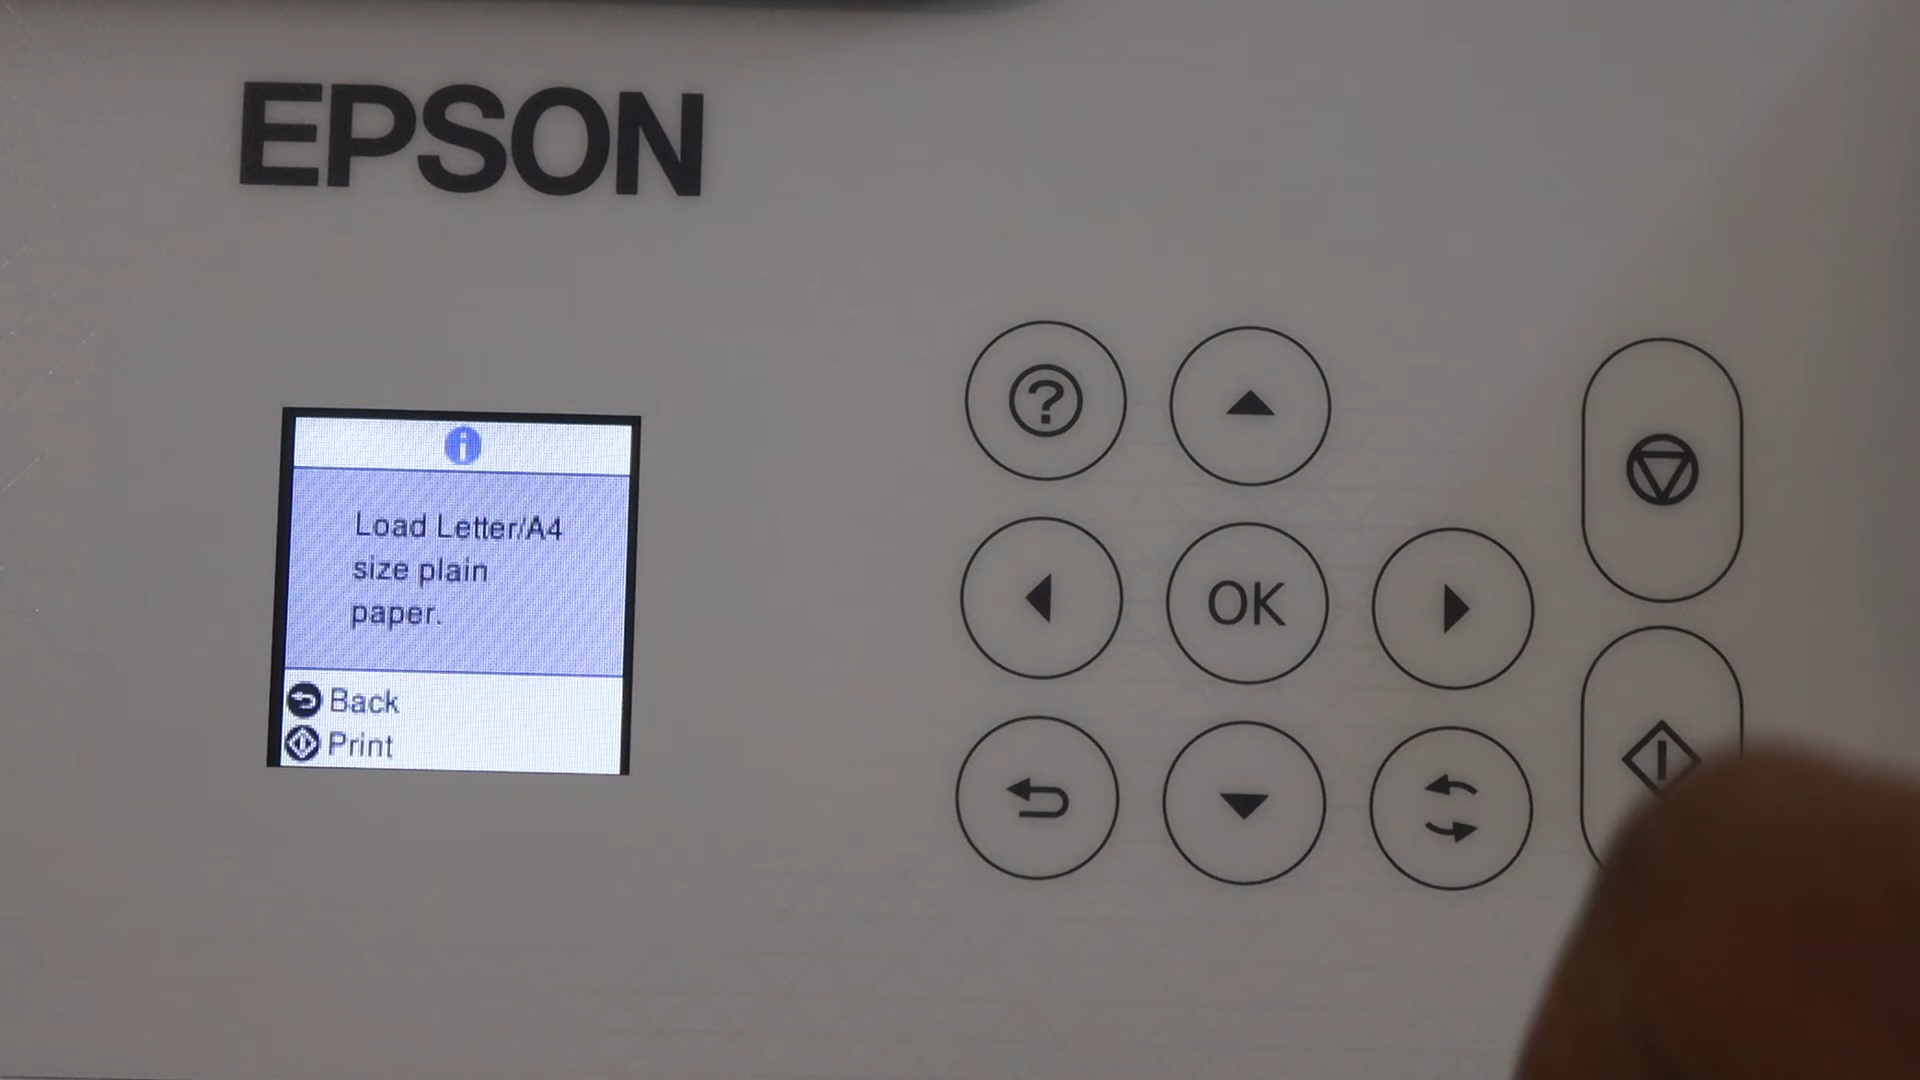 EPSON
Load Letter/A4
size plain
paper.
Back
Print
?
OK